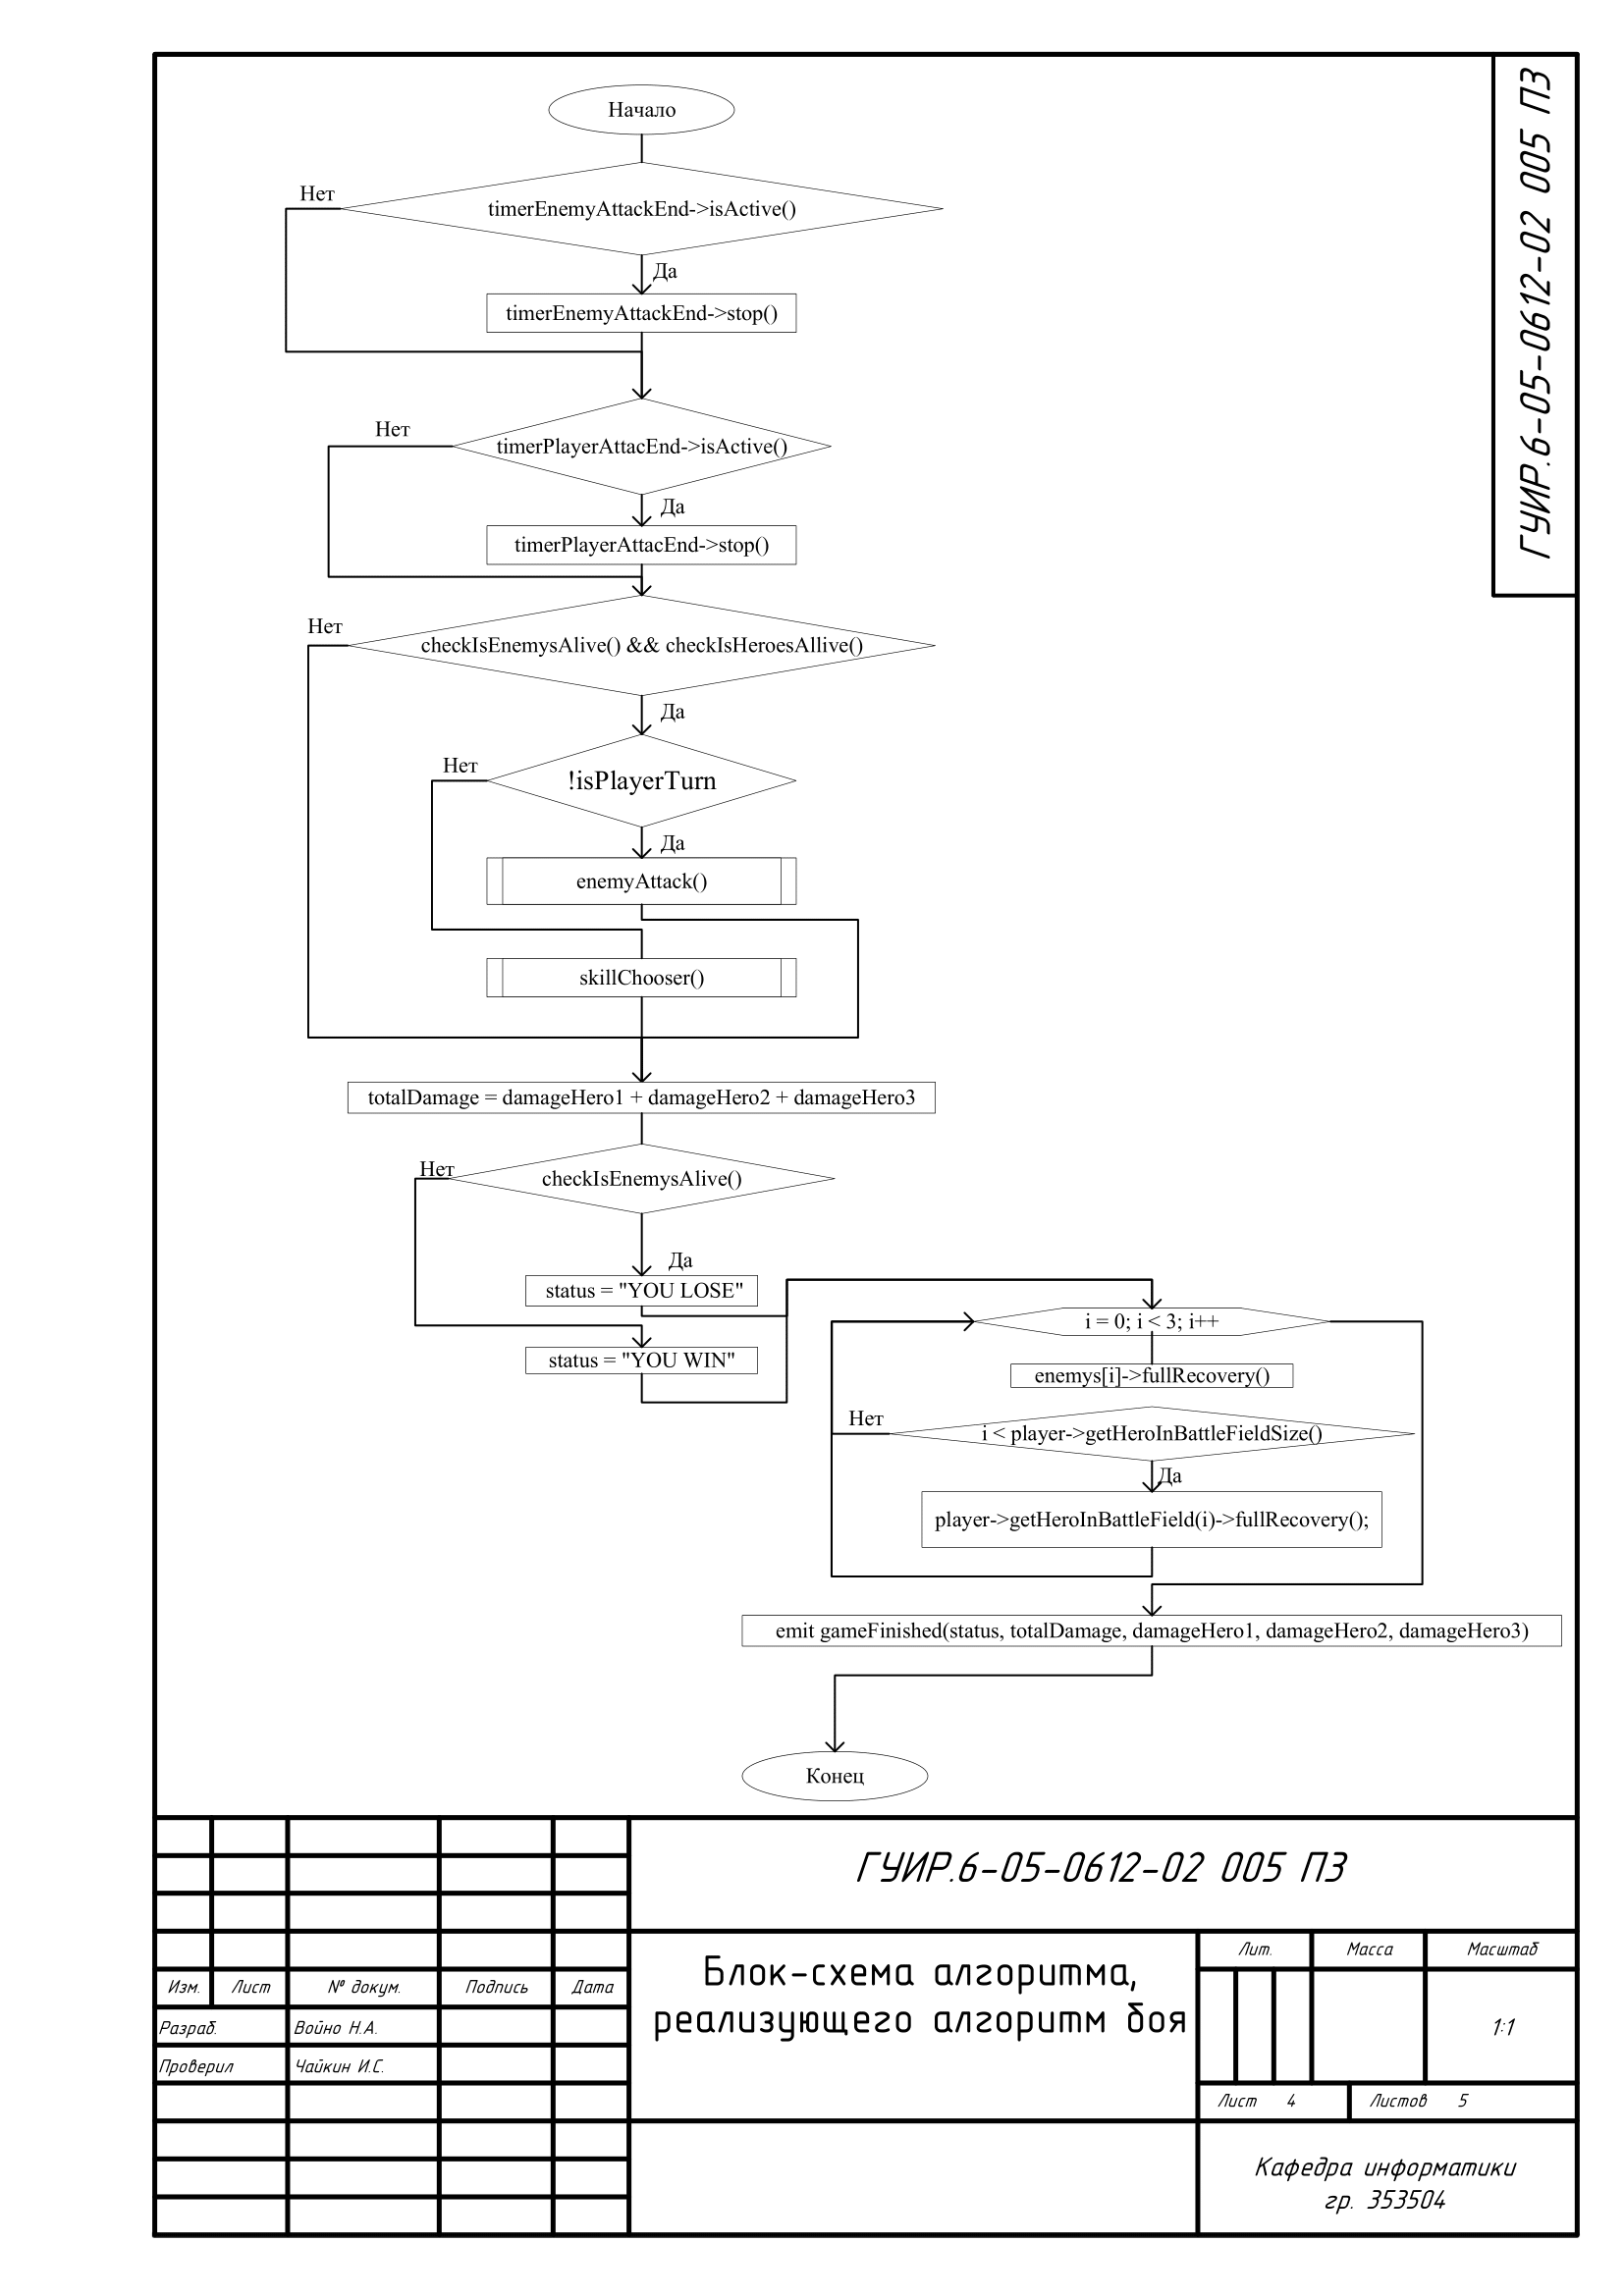 ГУИР.6-05-0612-02 005 ПЗ
Начало
Нет
timerEnemyAttackEnd->isActive()
Да
timerEnemyAttackEnd->stop()
Нет
timerPlayerAttacEnd->isActive()
Да
timerPlayerAttacEnd->stop()
Нет
checkIsEnemysAlive() && checkIsHeroesAllive()
Да
Нет
!isPlayerTurn
Да
enemyAttack()
skillChooser()
totalDamage = damageHero1 + damageHero2 + damageHero3
Нет
checkIsEnemysAlive()
Да
status = "YOU LOSE"
status = "YOU WIN"
i = 0; i < 3; i++
enemys[i]->fullRecovery()
Нет
i < player->getHeroInBattleFieldSize()
Да
player->getHeroInBattleField(i)->fullRecovery();
emit gameFinished(status, totalDamage, damageHero1, damageHero2, damageHero3)
Конец
ГУИР.6-05-0612-02 005 ПЗ
Блок-схема алгоритма,
реализующего алгоритм боя
Лит. Масса Масштаб
1:1
Лист 4 Листов 5
Изм. Лист № докум. Подпись Дата
Разраб. Войно Н.А.
Проверил Чайкин И.С.
Кафедра информатики
гр. 353504